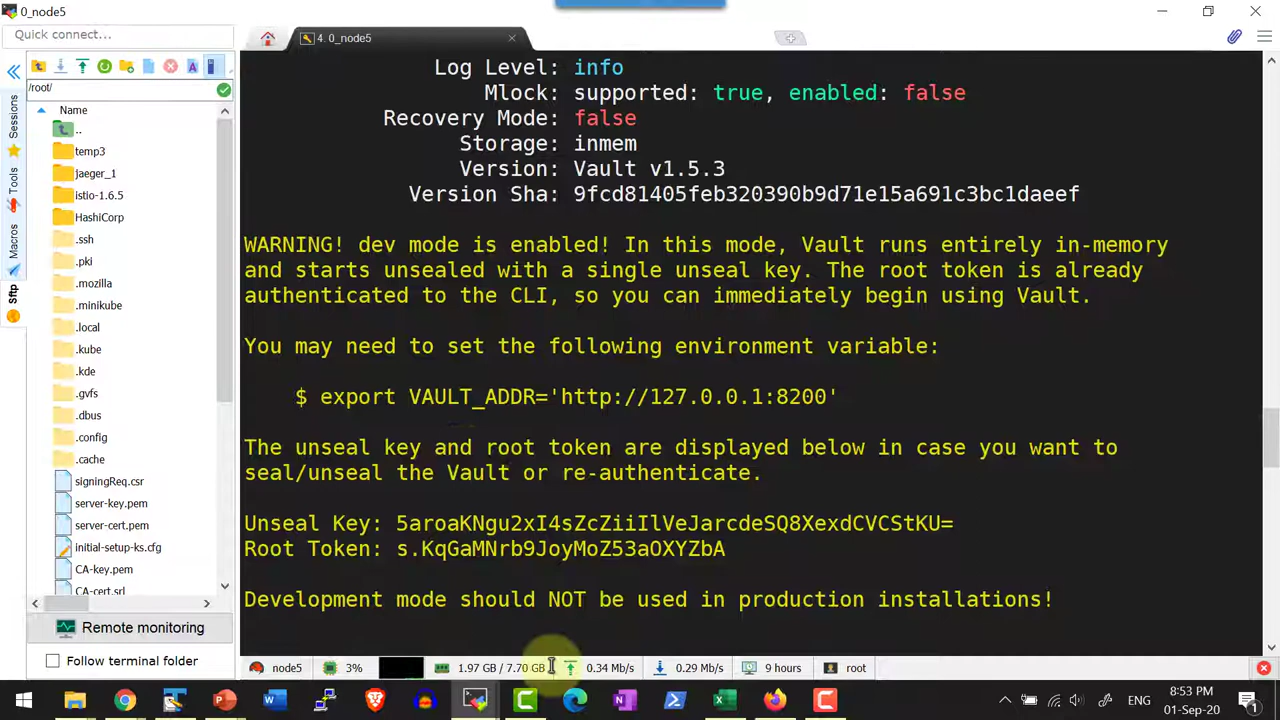 0_node5
Quick connect...
4. 0_node5
/root/
Name
..
temp3
jaeger_1
istio-1.6.5
HashiCorp
.ssh
.pki
.mozilla
.minikube
.local
.kube
.kde
.gvfs
.dbus
.config
.cache
signingReq.csr
server-key.pem
server-cert.pem
initial-setup-ks.cfg
CA-key.pem
CA-cert.srl
Sessions
Tools
Macros
Sftp
Remote monitoring
Follow terminal folder
Log Level: info
Mlock: supported: true, enabled: false
Recovery Mode: false
Storage: inmem
Version: Vault v1.5.3
Version Sha: 9fcd81405feb320390b9d71e15a691c3bc1daeef
WARNING! dev mode is enabled! In this mode, Vault runs entirely in-memory
and starts unsealed with a single unseal key. The root token is already
authenticated to the CLI, so you can immediately begin using Vault.
You may need to set the following environment variable:
$ export VAULT_ADDR='http://127.0.0.1:8200'
The unseal key and root token are displayed below in case you want to
seal/unseal the Vault or re-authenticate.
Unseal Key: 5aroaKNgu2xI4sZcZiiIlVeJarcdeSQ8XexdCVCStKU=
Root Token: s.KqGaMNrb9JoyMoZ53aOXYZbA
Development mode should NOT be used in production installations!
node5 3% 1.97 GB / 7.70 GB 0.34 Mb/s 0.29 Mb/s 9 hours root
ENG
8:53 PM
01-Sep-20
1